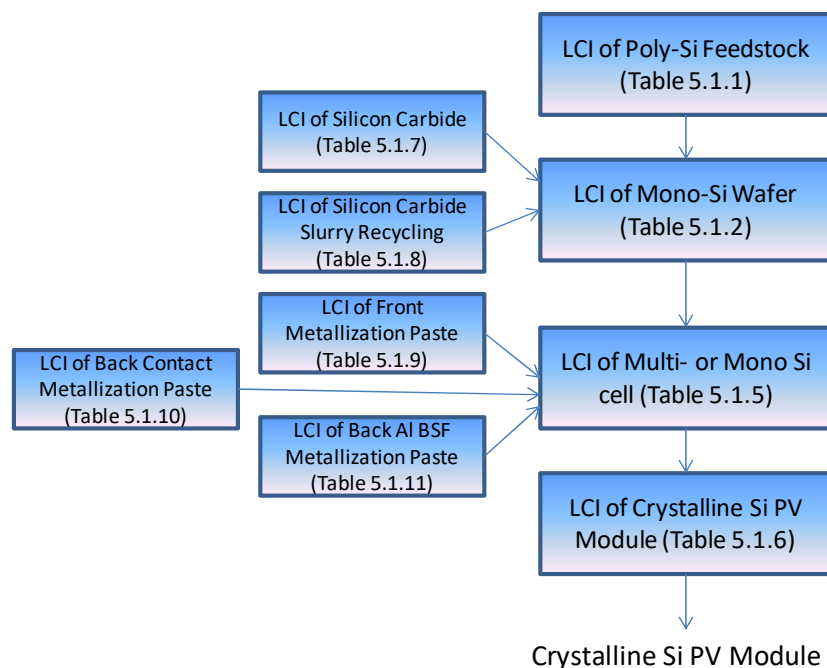 LCI of Poly-Si Feedstock
(Table 5.1.1)
LCI of Silicon Carbide
(Table 5.1.7)
LCI of Mono-Si Wafer
(Table 5.1.2)
LCI of Silicon Carbide
Slurry Recycling
(Table 5.1.8)
LCI of Front
Metallization Paste
(Table 5.1.9)
LCI of Multi- or Mono Si
cell (Table 5.1.5)
LCI of Back Contact
Metallization Paste
(Table 5.1.10)
LCI of Back Al BSF
Metallization Paste
(Table 5.1.11)
LCI of Crystalline Si PV
Module (Table 5.1.6)
Crystalline Si PV Module